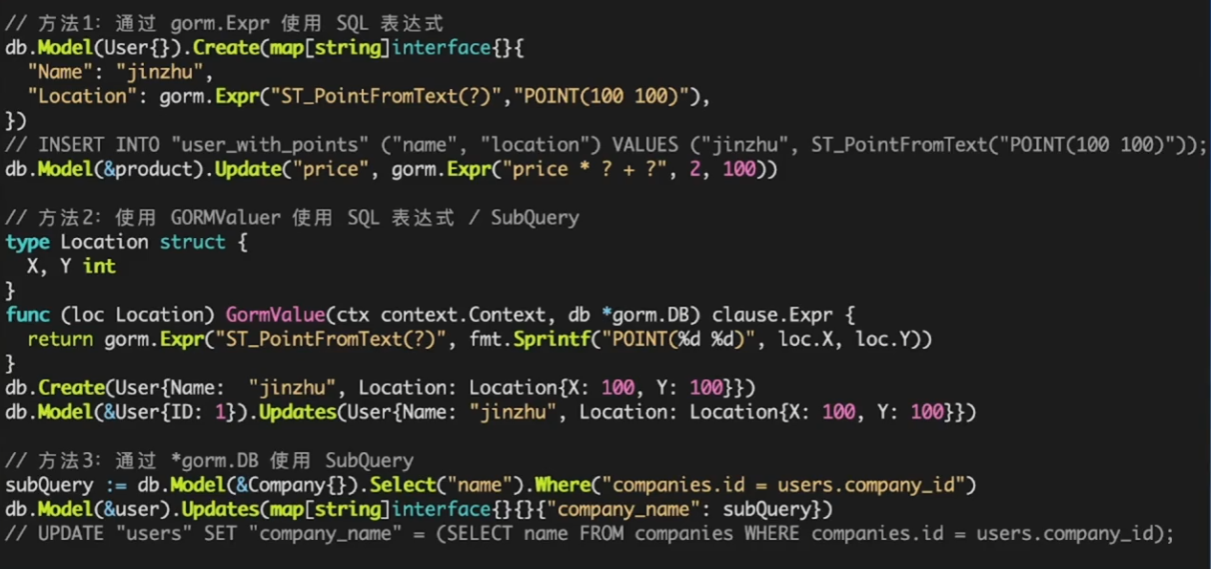 // 方法1: 通过 gorm.Expr 使用 SQL 表达式
db.Model(User{}).Create(map[string]interface{}{
  "Name": "jinzhu",
  "Location": gorm.Expr("ST_PointFromText(?)","POINT(100 100)"),
})
// INSERT INTO "user_with_points" ("name", "location") VALUES ("jinzhu", ST_PointFromText("POINT(100 100)"));
db.Model(&product).Update("price", gorm.Expr("price * ? + ?", 2, 100))

// 方法2: 使用 GORMValuer 使用 SQL 表达式 / SubQuery
type Location struct {
  X, Y int
}
func (loc Location) GormValue(ctx context.Context, db *gorm.DB) clause.Expr {
  return gorm.Expr("ST_PointFromText(?)", fmt.Sprintf("POINT(%d %d)", loc.X, loc.Y))
}
db.Create(User{Name:  "jinzhu", Location: Location{X: 100, Y: 100}})
db.Model(&User{ID: 1}).Updates(User{Name: "jinzhu", Location: Location{X: 100, Y: 100}})

// 方法3: 通过 *gorm.DB 使用 SubQuery
subQuery := db.Model(&Company{}).Select("name").Where("companies.id = users.company_id")
db.Model(&user).Updates(map[string]interface{}{}{"company_name": subQuery})
// UPDATE "users" SET "company_name" = (SELECT name FROM companies WHERE companies.id = users.company_id);